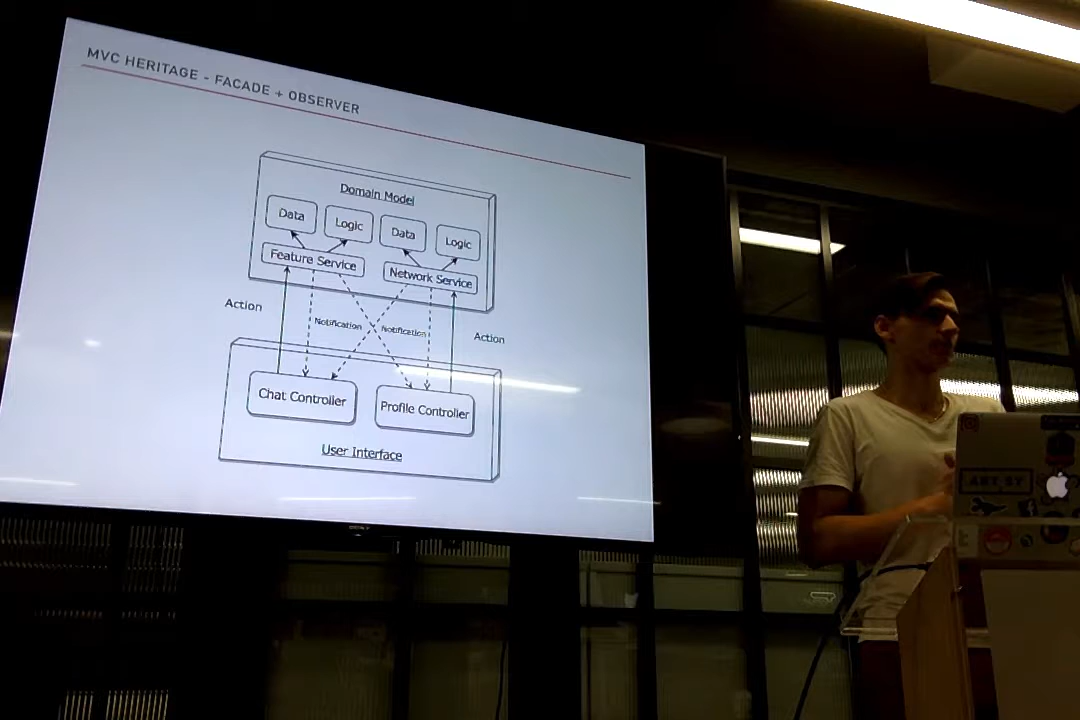 MVC HERITAGE - FACADE + OBSERVER
Domain Model
Data
Logic
Data
Logic
Feature Service
Network Service
Action
Notification
Notification
Action
Chat Controller
Profile Controller
User Interface